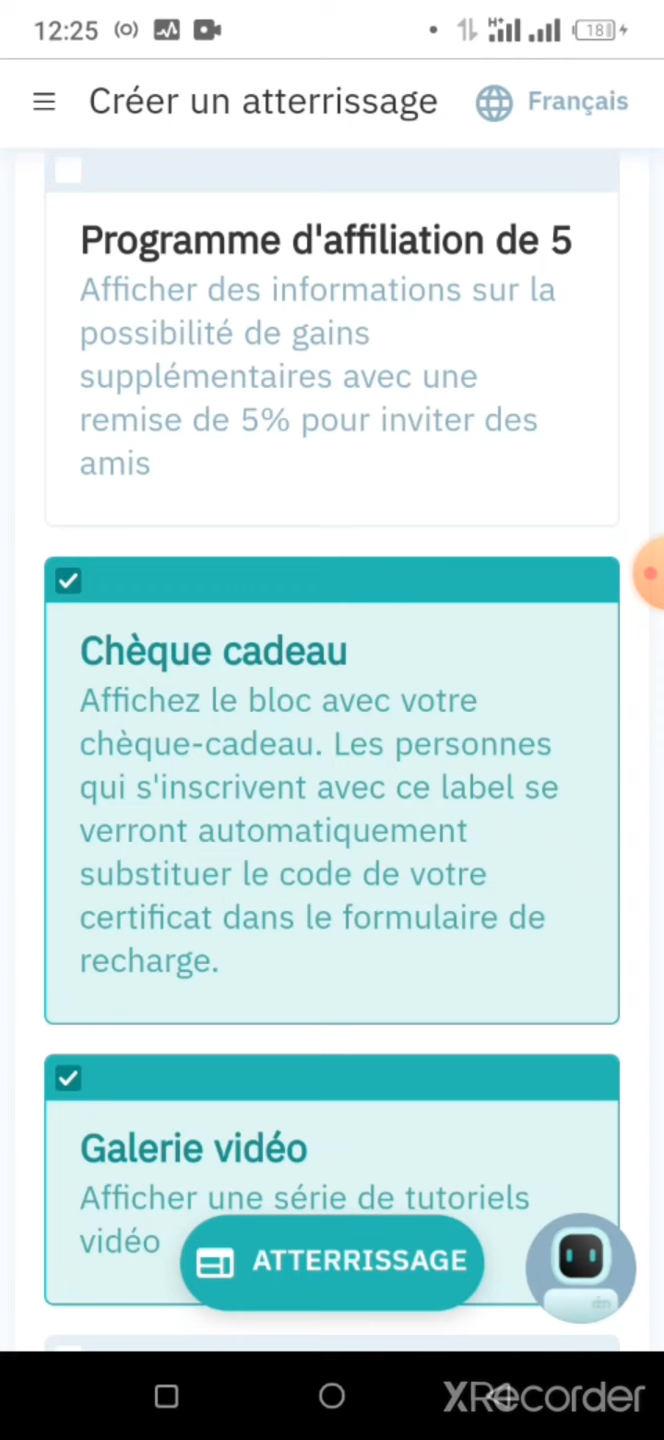 12:25
H+
18
Créer un atterrissage
Français
Programme d'affiliation de 5
Afficher des informations sur la
possibilité de gains
supplémentaires avec une
remise de 5% pour inviter des
amis
Chèque cadeau
Affichez le bloc avec votre
chèque-cadeau. Les personnes
qui s'inscrivent avec ce label se
verront automatiquement
substituer le code de votre
certificat dans le formulaire de
recharge.
Galerie vidéo
Afficher une série de tutoriels
vidéo
ATTERRISSAGE
XRecorder